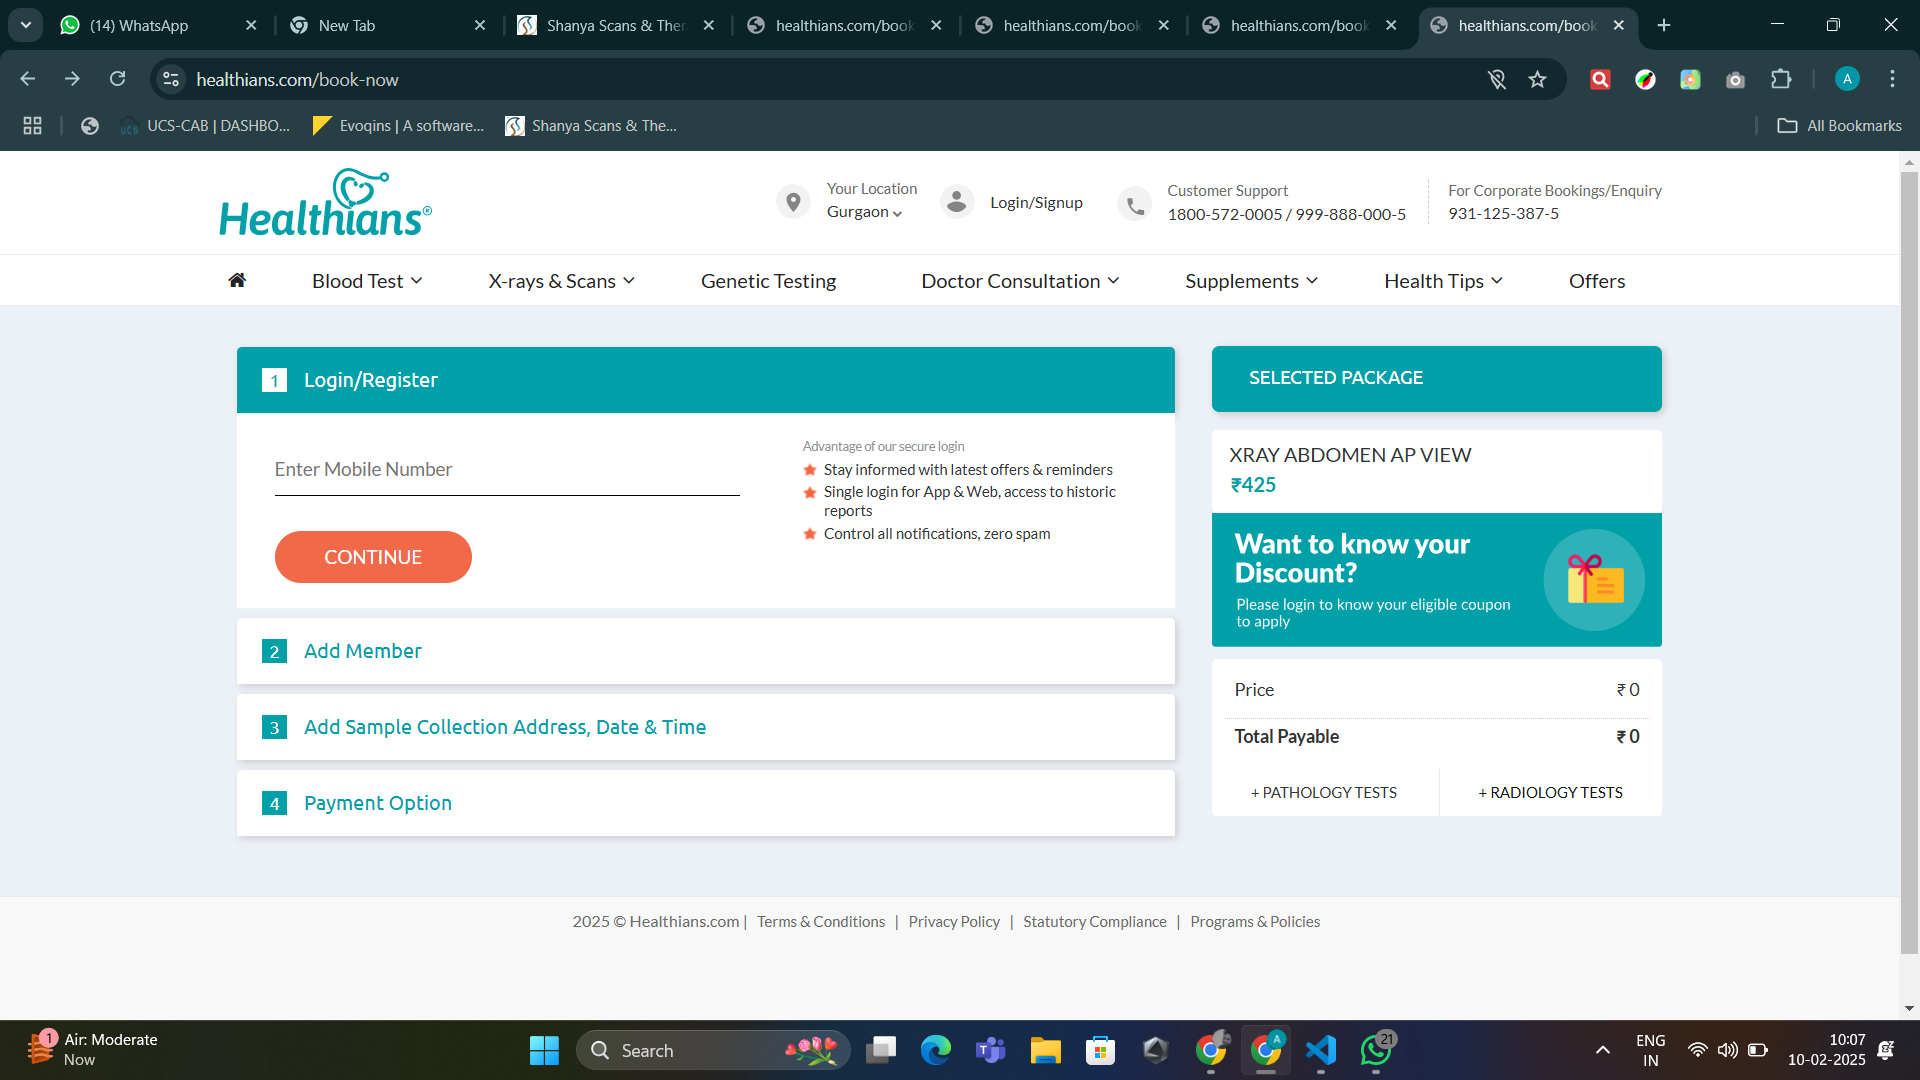 (14) WhatsApp
New Tab
Shanya Scans & Ther
healthians.com/book
healthians.com/book
healthians.com/book
healthians.com/book
healthians.com/book-now
A
UCS-CAB | DASHBO...
Evoqins | A software...
Shanya Scans & The...
All Bookmarks
Healthians®
Your Location
Gurgaon
Login/Signup
Customer Support
1800-572-0005 / 999-888-000-5
For Corporate Bookings/Enquiry
931-125-387-5
Blood Test
X-rays & Scans
Genetic Testing
Doctor Consultation
Supplements
Health Tips
Offers
1 Login/Register
Enter Mobile Number
CONTINUE
Advantage of our secure login
Stay informed with latest offers & reminders
Single login for App & Web, access to historic
reports
Control all notifications, zero spam
2 Add Member
3 Add Sample Collection Address, Date & Time
4 Payment Option
SELECTED PACKAGE
XRAY ABDOMEN AP VIEW
₹425
Want to know your
Discount?
Please login to know your eligible coupon
to apply
Price ₹ 0
Total Payable ₹ 0
+ PATHOLOGY TESTS
+ RADIOLOGY TESTS
2025 © Healthians.com | Terms & Conditions | Privacy Policy | Statutory Compliance | Programs & Policies
1
Air: Moderate
Now
Search
A
21
ENG
IN
10:07
10-02-2025